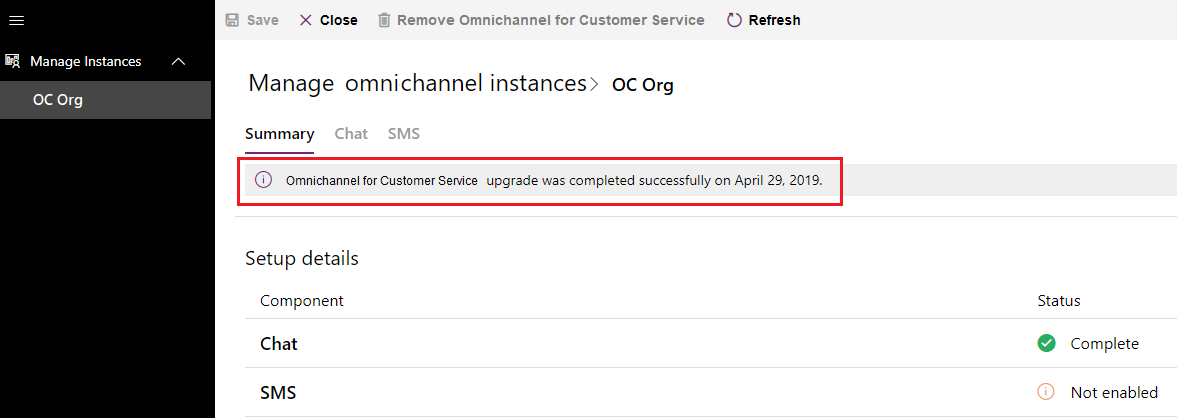 Save Close Remove Omnichannel for Customer Service Refresh
Manage Instances
OC Org
Manage omnichannel instances> OC Org
Summary Chat SMS
Omnichannel for Customer Service upgrade was completed successfully on April 29, 2019.
Setup details
Component Status
Chat Complete
SMS Not enabled